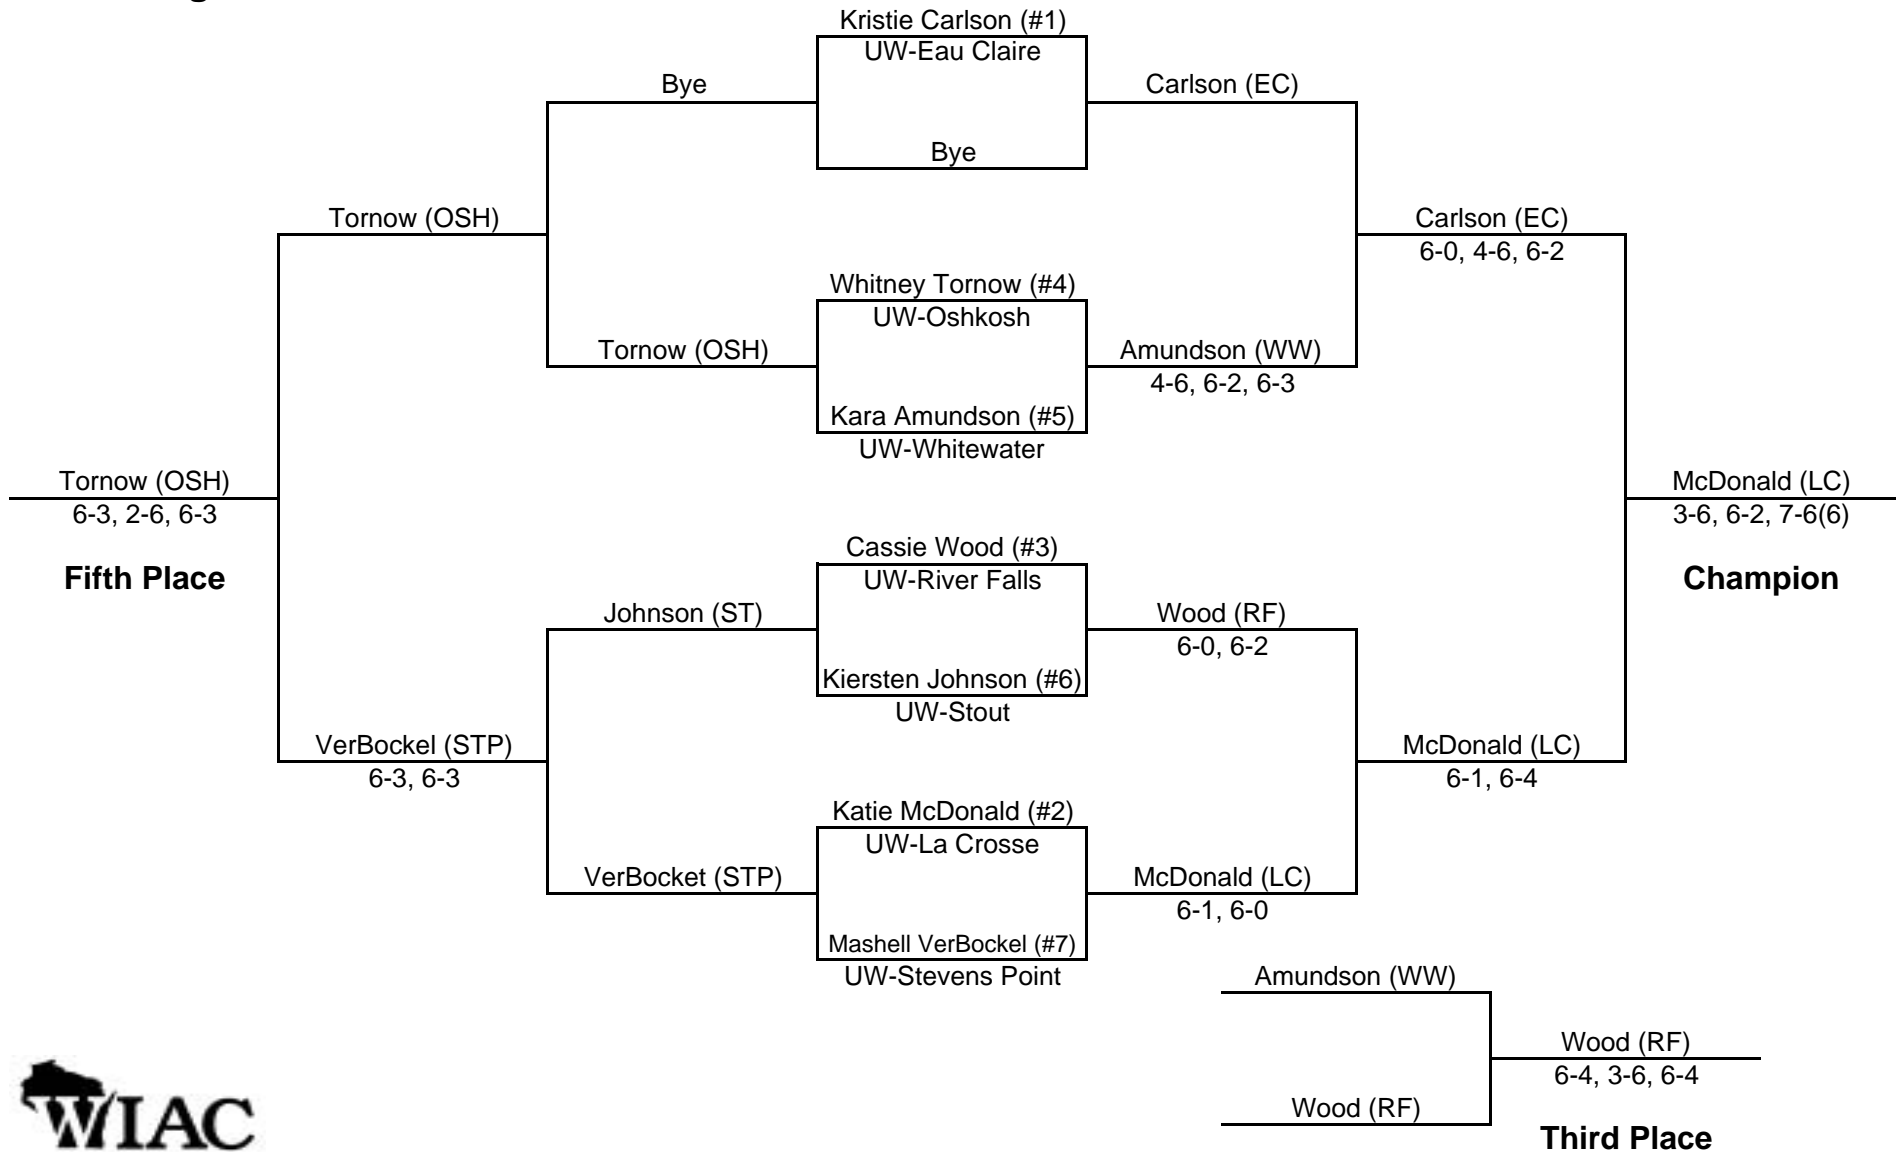 Kristie Carlson (#1)
UW-Eau Claire
Bye
Carlson (EC)
Bye
Tornow (OSH)
Carlson (EC)
6-0, 4-6, 6-2
Whitney Tornow (#4)
UW-Oshkosh
Tornow (OSH)
Amundson (WW)
4-6, 6-2, 6-3
Kara Amundson (#5)
UW-Whitewater
Tornow (OSH)
6-3, 2-6, 6-3
McDonald (LC)
3-6, 6-2, 7-6(6)
Cassie Wood (#3)
UW-River Falls
Fifth Place
Champion
Johnson (ST)
Wood (RF)
6-0, 6-2
Kiersten Johnson (#6)
UW-Stout
VerBockel (STP)
6-3, 6-3
McDonald (LC)
6-1, 6-4
Katie McDonald (#2)
UW-La Crosse
VerBocket (STP)
McDonald (LC)
6-1, 6-0
Mashell VerBockel (#7)
UW-Stevens Point
Amundson (WW)
Wood (RF)
6-4, 3-6, 6-4
Wood (RF)
Third Place
WIAC